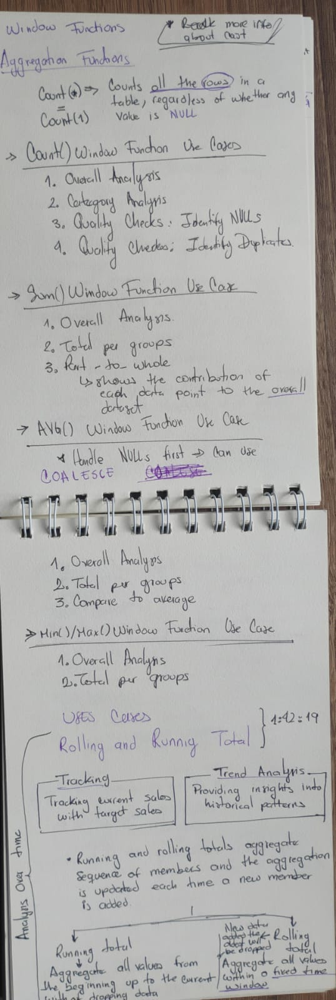 Window Functions
* Reak more info
about cast
Aggregation Functions
Count(*) => Counts all the rows in a
table, regardless of whether any
=
Count(1) value is NULL
→ Count() Window Function Use Cases
1. Overall Analysis
2. Category Analysis
3. Quality Checks: Identify NULLS
4. Quality Checks: Identify Duplicates.
→ Sum() Window Function Use Case
1. Overall Analysis.
2. Total per groups
3. Part-to-whole
↳ shows the contribution of
each data point to the overall
dataset
→ AVG() Window Function Use Case
* Handle NULLs first => Can Use
COALESCE
1. Overall Analysis
2. Total per groups
3. Compare to average
→ Min()/Max() Window Function Use Case
1. Overall Analysis
2. Total per groups
USES Cases
Rolling and Runnig Total } 1:42:19
Analysis Over time
Tracking
Tracking current sales
with target sales
Trend Analysis
Providing insights into
historical patterns
• Running and rolling totals aggregate
sequence of members and the aggregation
is updated each time a new member
is added.
Running total
↓
Aggregate all values from
the beginning up to the current
dropping data
New data
added the
oldest will
be dropped
← Rolling
total
Aggregate all values
within a fixed time
window